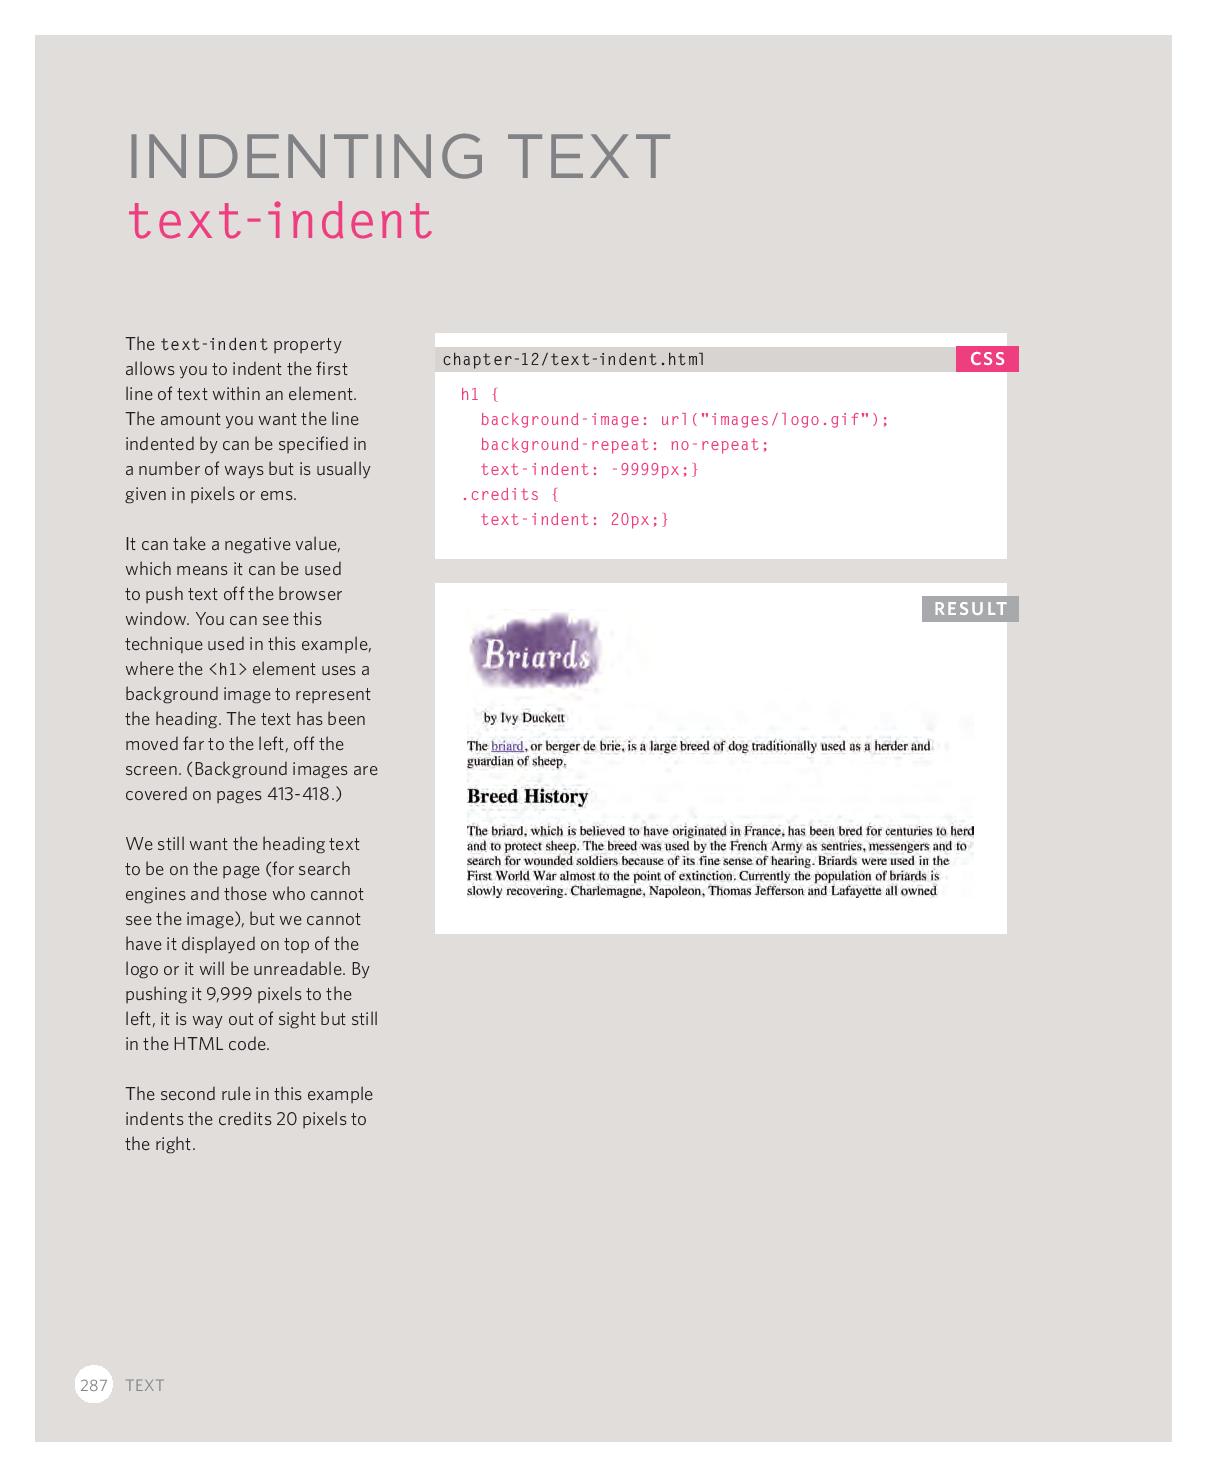 INDENTING TEXT
text-indent
The text-indent property
allows you to indent the first
line of text within an element.
The amount you want the line
indented by can be specified in
a number of ways but is usually
given in pixels or ems.
It can take a negative value,
which means it can be used
to push text off the browser
window. You can see this
technique used in this example,
where the <h1> element uses a
background image to represent
the heading. The text has been
moved far to the left, off the
screen. (Background images are
covered on pages 413-418.)
We still want the heading text
to be on the page (for search
engines and those who cannot
see the image), but we cannot
have it displayed on top of the
logo or it will be unreadable. By
pushing it 9,999 pixels to the
left, it is way out of sight but still
in the HTML code.
The second rule in this example
indents the credits 20 pixels to
the right.
chapter-12/text-indent.html
CSS
h1 {
background-image: url("images/logo.gif");
background-repeat: no-repeat;
text-indent: -9999px;}
.credits {
text-indent: 20px;}
RESULT
Briards
by Ivy Duckett
The briard, or berger de brie, is a large breed of dog traditionally used as a herder and
guardian of sheep.
Breed History
The briard, which is believed to have originated in France, has been bred for centuries to herd
and to protect sheep. The breed was used by the French Army as sentries, messengers and to
search for wounded soldiers because of its fine sense of hearing. Briards were used in the
First World War almost to the point of extinction. Currently the population of briards is
slowly recovering. Charlemagne, Napoleon, Thomas Jefferson and Lafayette all owned
287
TEXT